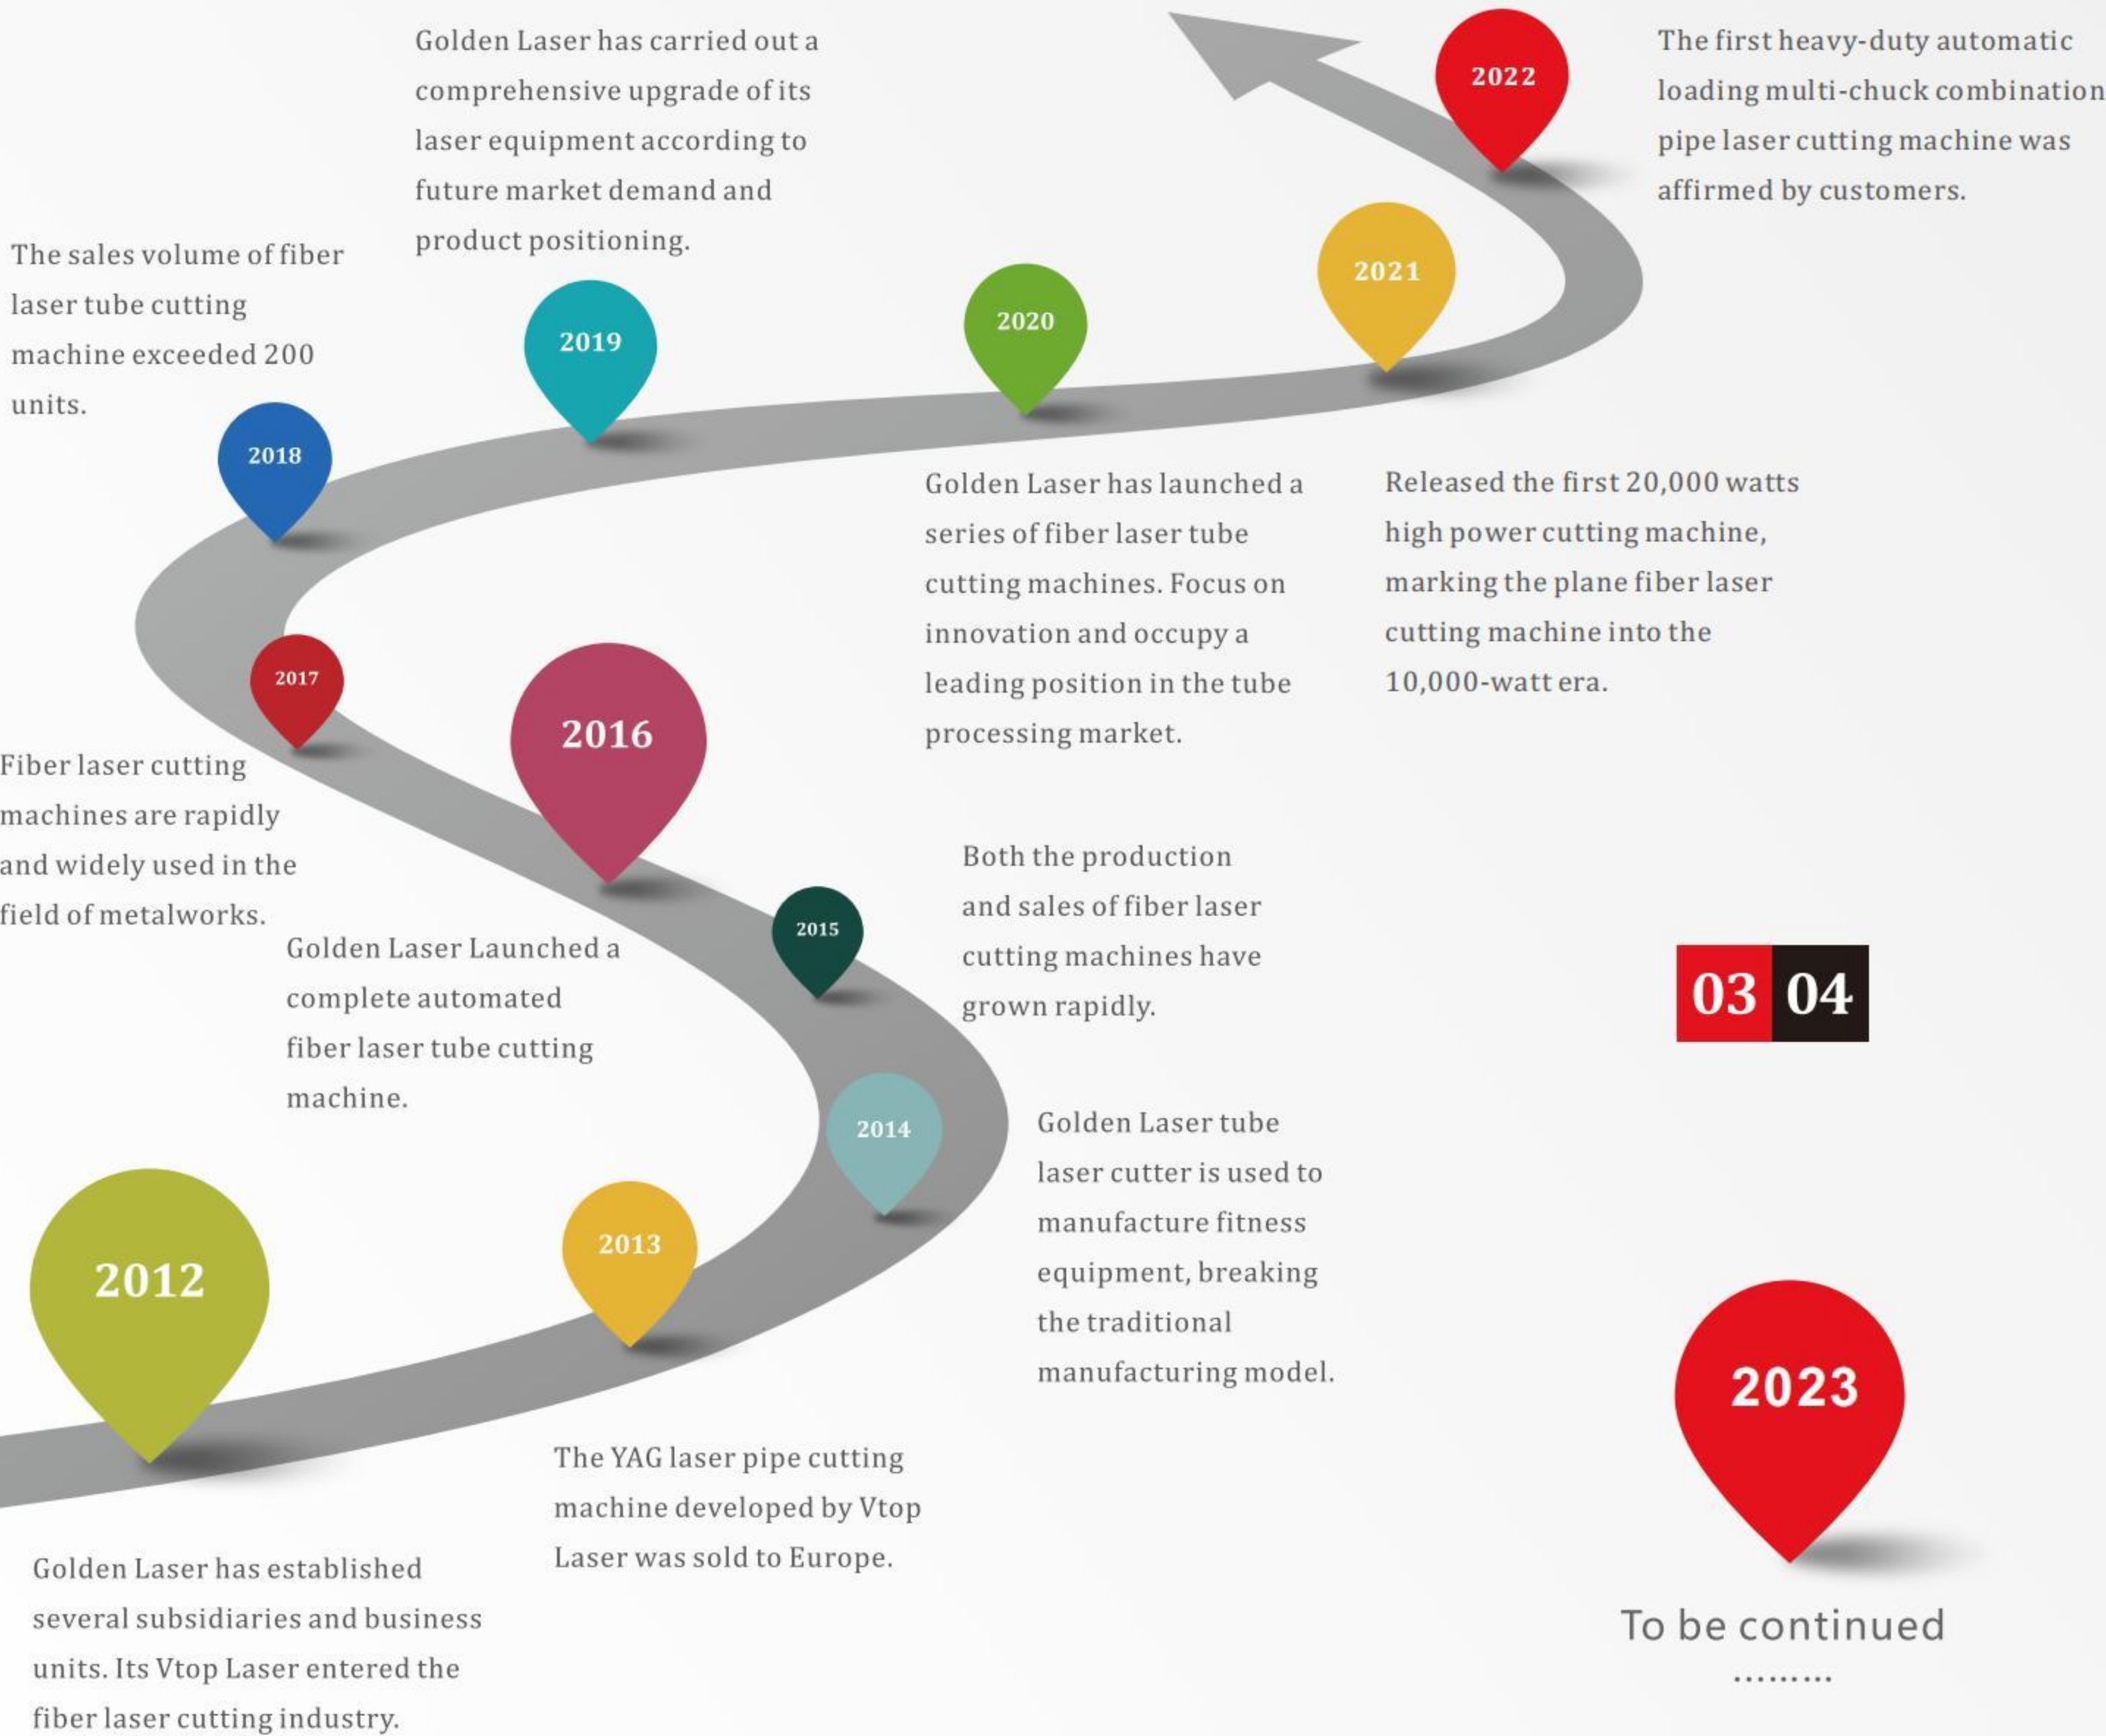 Golden Laser has carried out a
comprehensive upgrade of its
laser equipment according to
future market demand and
product positioning.
2022
The first heavy-duty automatic
loading multi-chuck combination
pipe laser cutting machine was
affirmed by customers.
The sales volume of fiber
laser tube cutting
machine exceeded 200
units.
2018
2019
2020
2021
Golden Laser has launched a
series of fiber laser tube
cutting machines. Focus on
innovation and occupy a
leading position in the tube
processing market.
Released the first 20,000 watts
high power cutting machine,
marking the plane fiber laser
cutting machine into the
10,000-watt era.
2017
2016
Fiber laser cutting
machines are rapidly
and widely used in the
field of metalworks.
Golden Laser Launched a
complete automated
fiber laser tube cutting
machine.
2015
Both the production
and sales of fiber laser
cutting machines have
grown rapidly.
03 04
2014
Golden Laser tube
laser cutter is used to
manufacture fitness
equipment, breaking
the traditional
manufacturing model.
2012
2013
2023
The YAG laser pipe cutting
machine developed by Vtop
Laser was sold to Europe.
Golden Laser has established
several subsidiaries and business
units. Its Vtop Laser entered the
fiber laser cutting industry.
To be continued
.........